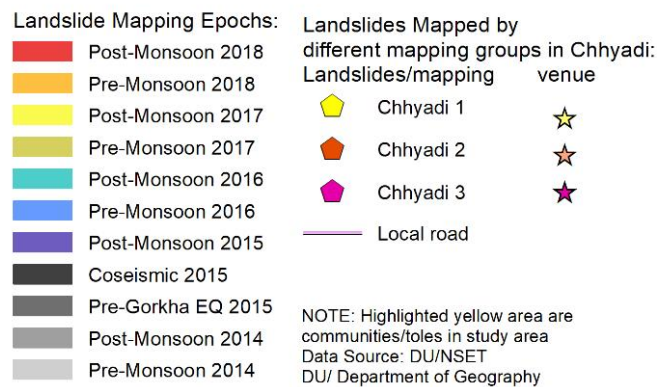 Landslide Mapping Epochs:
Post-Monsoon 2018
Pre-Monsoon 2018
Post-Monsoon 2017
Pre-Monsoon 2017
Post-Monsoon 2016
Pre-Monsoon 2016
Post-Monsoon 2015
Coseismic 2015
Pre-Gorkha EQ 2015
Post-Monsoon 2014
Pre-Monsoon 2014
Landslides Mapped by
different mapping groups in Chhyadi:
Landslides/mapping venue
Chhyadi 1
Chhyadi 2
Chhyadi 3
Local road
NOTE: Highlighted yellow area are
communities/toles in study area
Data Source: DU/NSET
DU/ Department of Geography